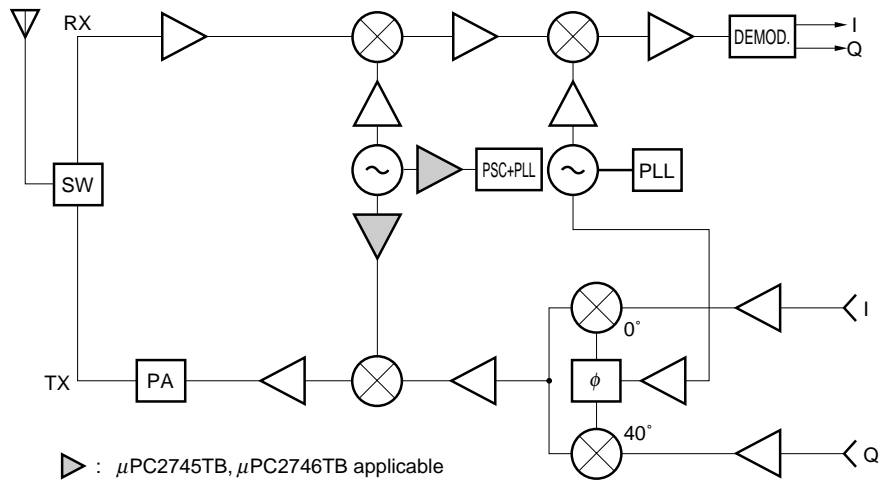 RX
I
DEMOD.
Q
SW
PSC+PLL
PLL
I
0°
TX
PA
ϕ
40°
Q
: μPC2745TB, μPC2746TB applicable